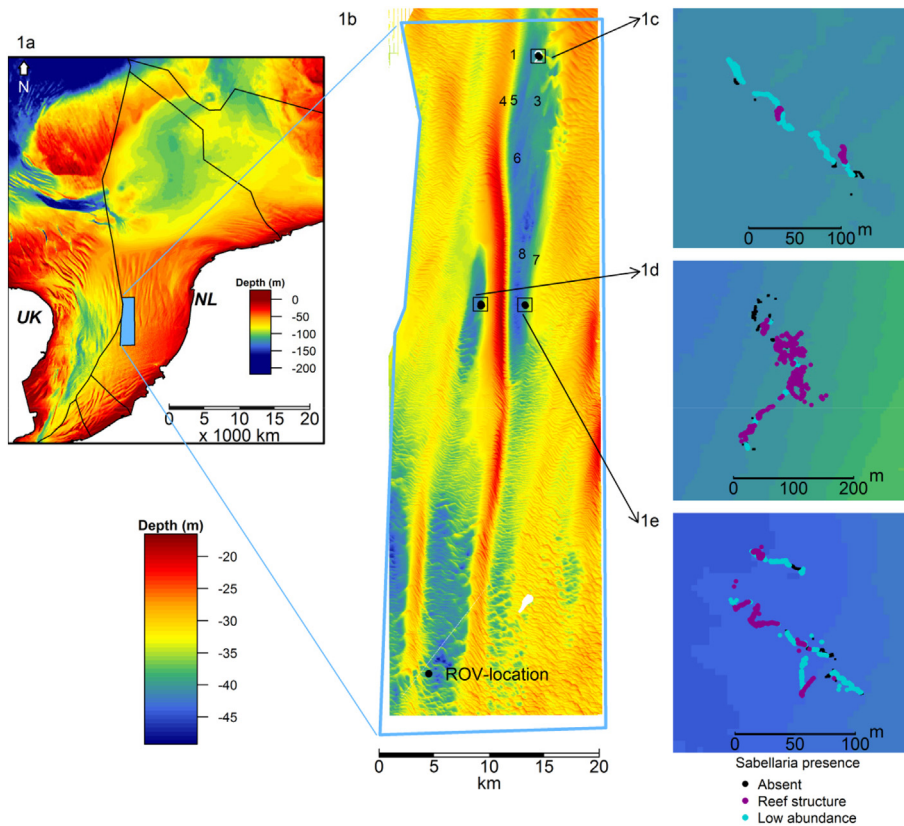 1a
N
UK
NL
Depth (m)
0
-50
-100
-150
-200
0 5 10 15 20
x 1000 km
Depth (m)
-20
-25
-30
-35
-40
-45
1b
1
4 5 3
6
8 7
ROV-location
0 5 10 15 20
km
1c
0 50 100 m
1d
0 100 200 m
1e
0 50 100 m
Sabellaria presence
Absent
Reef structure
Low abundance